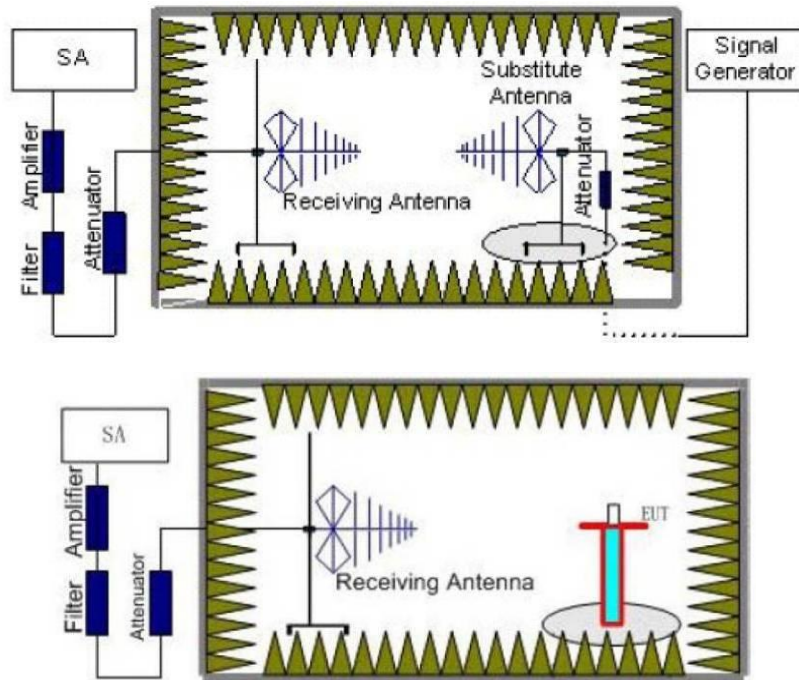 SA
Signal
Generator
Substitute
Antenna
Amplifier
Attenuator
Filter
Receiving Antenna
Attenuator
SA
Amplifier
Filter
Attenuator
Receiving Antenna
EUT